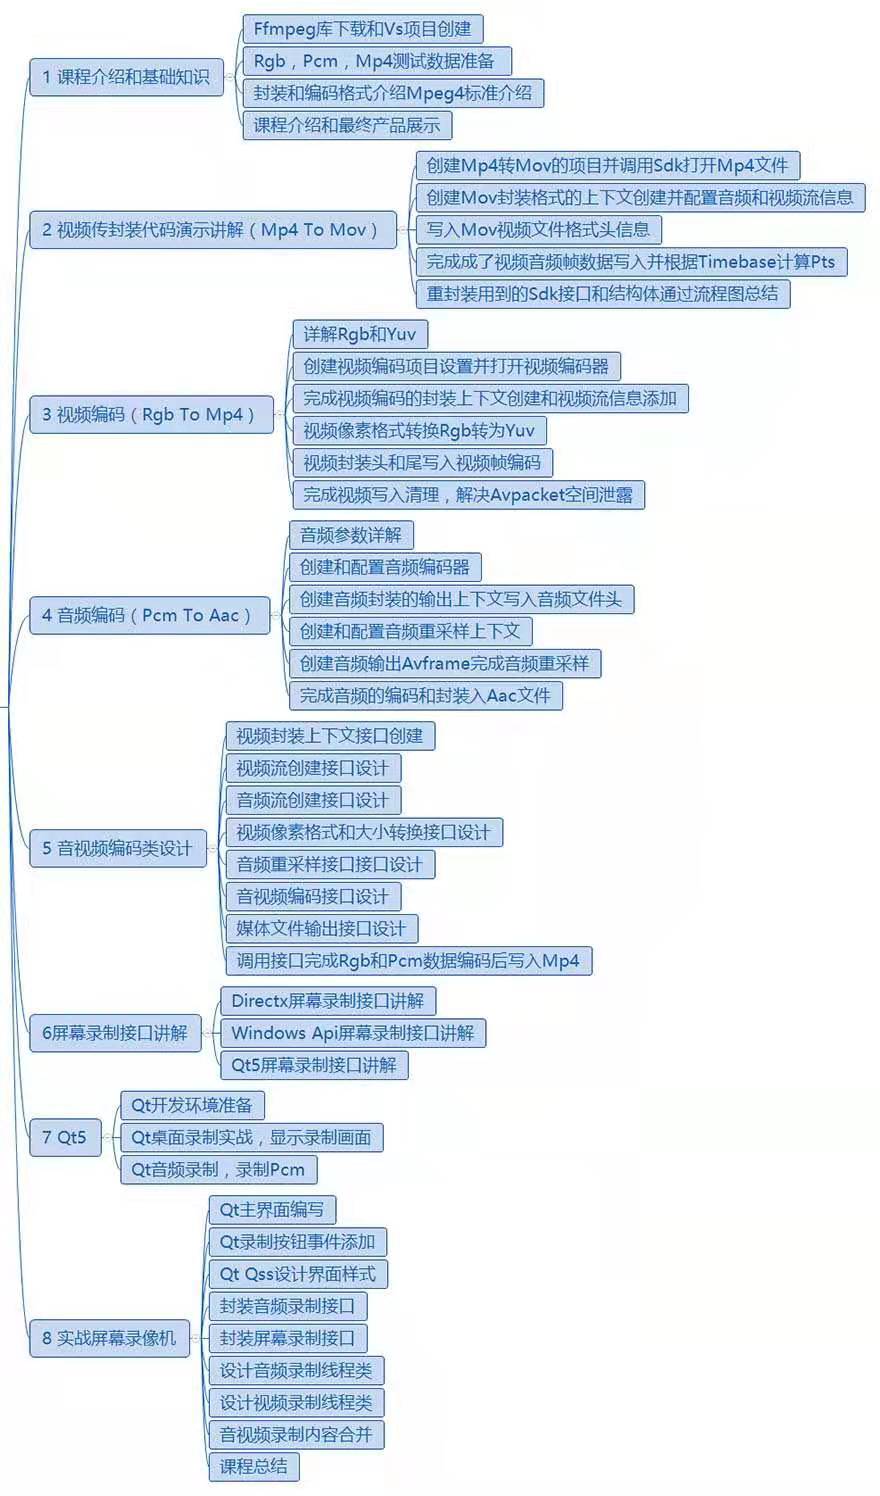 1 课程介绍和基础知识
Ffmpeg库下载和Vs项目创建
Rgb，Pcm，Mp4测试数据准备
封装和编码格式介绍Mpeg4标准介绍
课程介绍和最终产品展示
2 视频传封装代码演示讲解（Mp4 To Mov）
创建Mp4转Mov的项目并调用Sdk打开Mp4文件
创建Mov封装格式的上下文创建并配置音频和视频流信息
写入Mov视频文件格式头信息
完成成了视频音频帧数据写入并根据Timebase计算Pts
重封装用到的Sdk接口和结构体通过流程图总结
3 视频编码（Rgb To Mp4）
详解Rgb和Yuv
创建视频编码项目设置并打开视频编码器
完成视频编码的封装上下文创建和视频流信息添加
视频像素格式转换Rgb转为Yuv
视频封装头和尾写入视频帧编码
完成视频写入清理，解决Avpacket空间泄露
4 音频编码（Pcm To Aac）
音频参数详解
创建和配置音频编码器
创建音频封装的输出上下文写入音频文件头
创建和配置音频重采样上下文
创建音频输出Avframe完成音频重采样
完成音频的编码和封装入Aac文件
5 音视频编码类设计
视频封装上下文接口创建
视频流创建接口设计
音频流创建接口设计
视频像素格式和大小转换接口设计
音频重采样接口接口设计
音视频编码接口设计
媒体文件输出接口设计
调用接口完成Rgb和Pcm数据编码后写入Mp4
6屏幕录制接口讲解
Directx屏幕录制接口讲解
Windows Api屏幕录制接口讲解
Qt5屏幕录制接口讲解
7 Qt5
Qt开发环境准备
Qt桌面录制实战，显示录制画面
Qt音频录制，录制Pcm
8 实战屏幕录像机
Qt主界面编写
Qt录制按钮事件添加
Qt Qss设计界面样式
封装音频录制接口
封装屏幕录制接口
设计音频录制线程类
设计视频录制线程类
音视频录制内容合并
课程总结